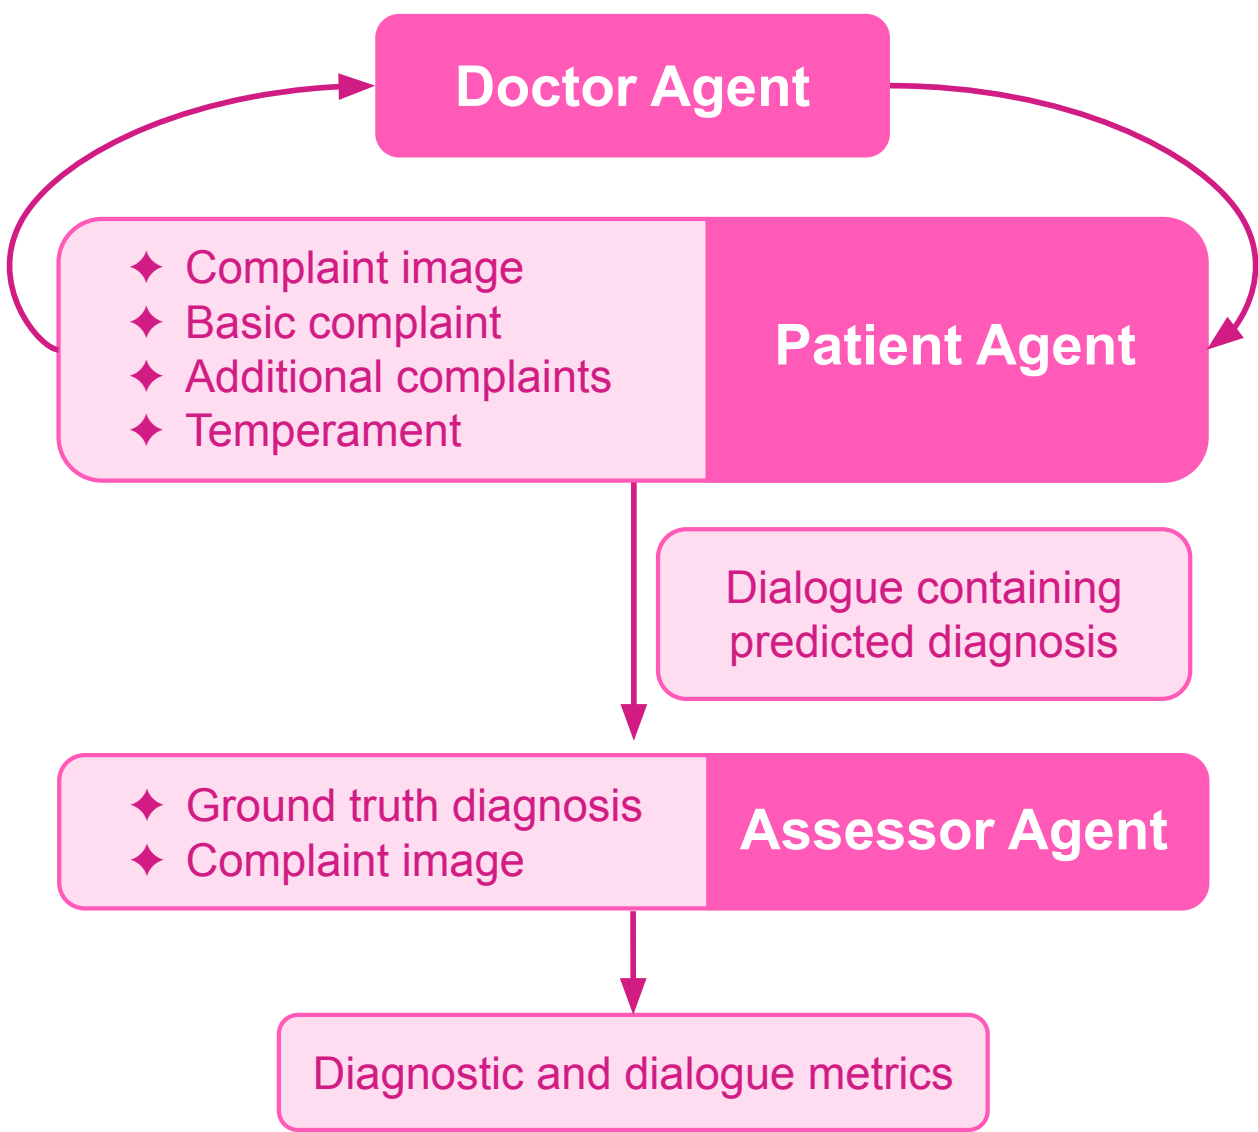 Doctor Agent
✦ Complaint image
✦ Basic complaint
✦ Additional complaints
✦ Temperament
Patient Agent
Dialogue containing
predicted diagnosis
✦ Ground truth diagnosis
✦ Complaint image
Assessor Agent
Diagnostic and dialogue metrics